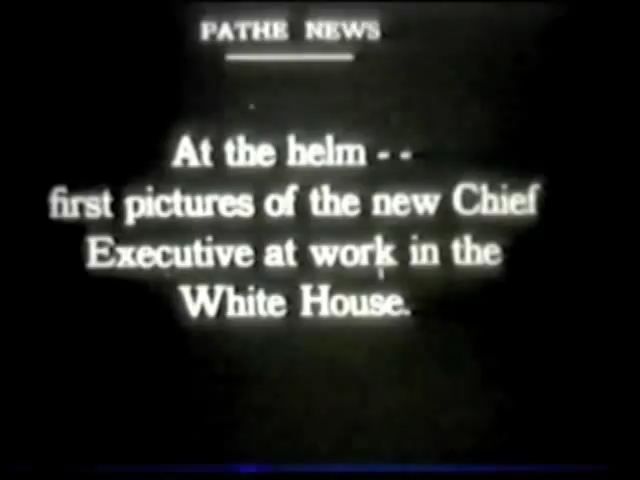 PATHE NEWS
At the helm - -
first pictures of the new Chief
Executive at work in the
White House.